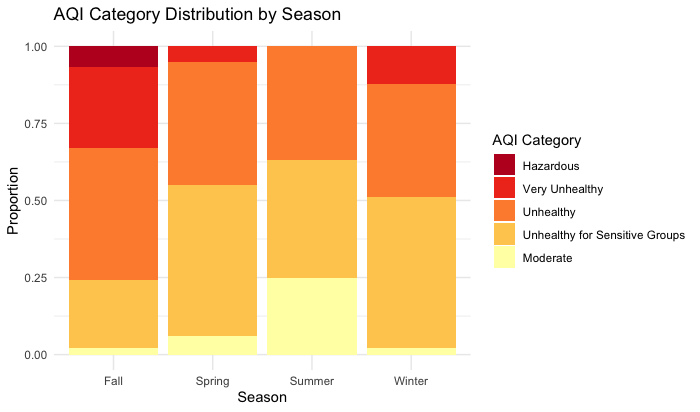 AQI Category Distribution by Season
1.00
0.75
0.50
0.25
0.00
Proportion
Fall Spring Summer Winter
Season
AQI Category
Hazardous
Very Unhealthy
Unhealthy
Unhealthy for Sensitive Groups
Moderate